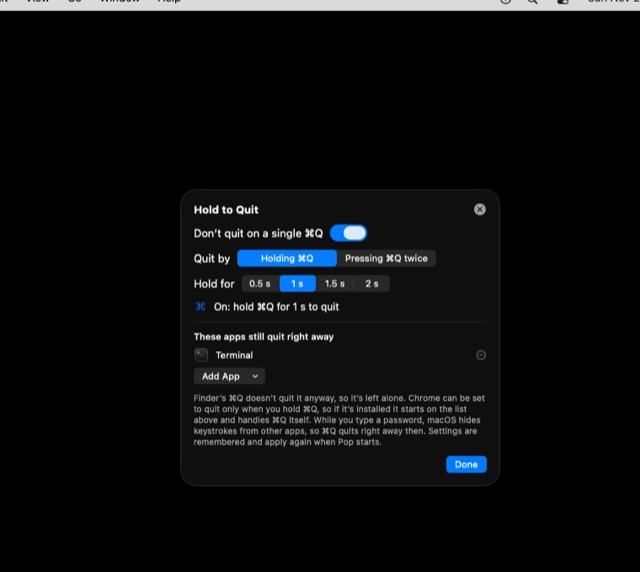 View Go Window Help
Hold to Quit
Don't quit on a single ⌘Q
Quit by Holding ⌘Q Pressing ⌘Q twice
Hold for 0.5 s 1 s 1.5 s 2 s
⌘ On: hold ⌘Q for 1 s to quit
These apps still quit right away
Terminal
Add App
Finder's ⌘Q doesn't quit it anyway, so it's left alone. Chrome can be set
to quit only when you hold ⌘Q, so if it's installed it starts on the list
above and handles ⌘Q itself. While you type a password, macOS hides
keystrokes from other apps, so ⌘Q quits right away then. Settings are
remembered and apply again when Pop starts.
Done